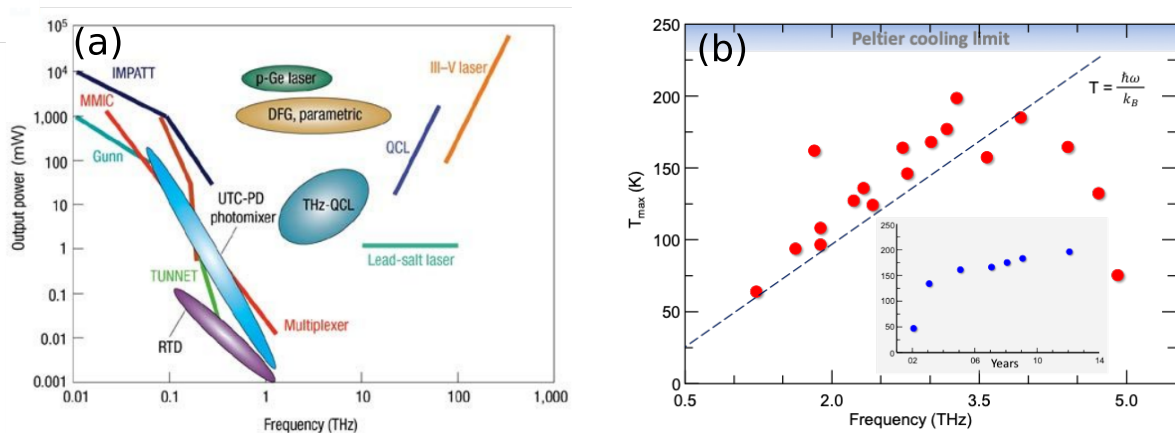 (a)
Output power (mW)
10⁵
10⁴
1,000
100
10
1
0.1
0.01
0.001
IMPATT
MMIC
Gunn
p-Ge laser
DFG, parametric
III–V laser
QCL
UTC-PD
photomixer
THz-QCL
Lead-salt laser
TUNNET
RTD
Multiplexer
0.01
0.1
1
10
100
1,000
Frequency (THz)
(b)
Peltier cooling limit
T = ħω / k_B
T_max (K)
250
200
150
100
50
0
0.5
2.0
3.5
5.0
Frequency (THz)
250
200
150
100
50
0
02
06
10
14
Years